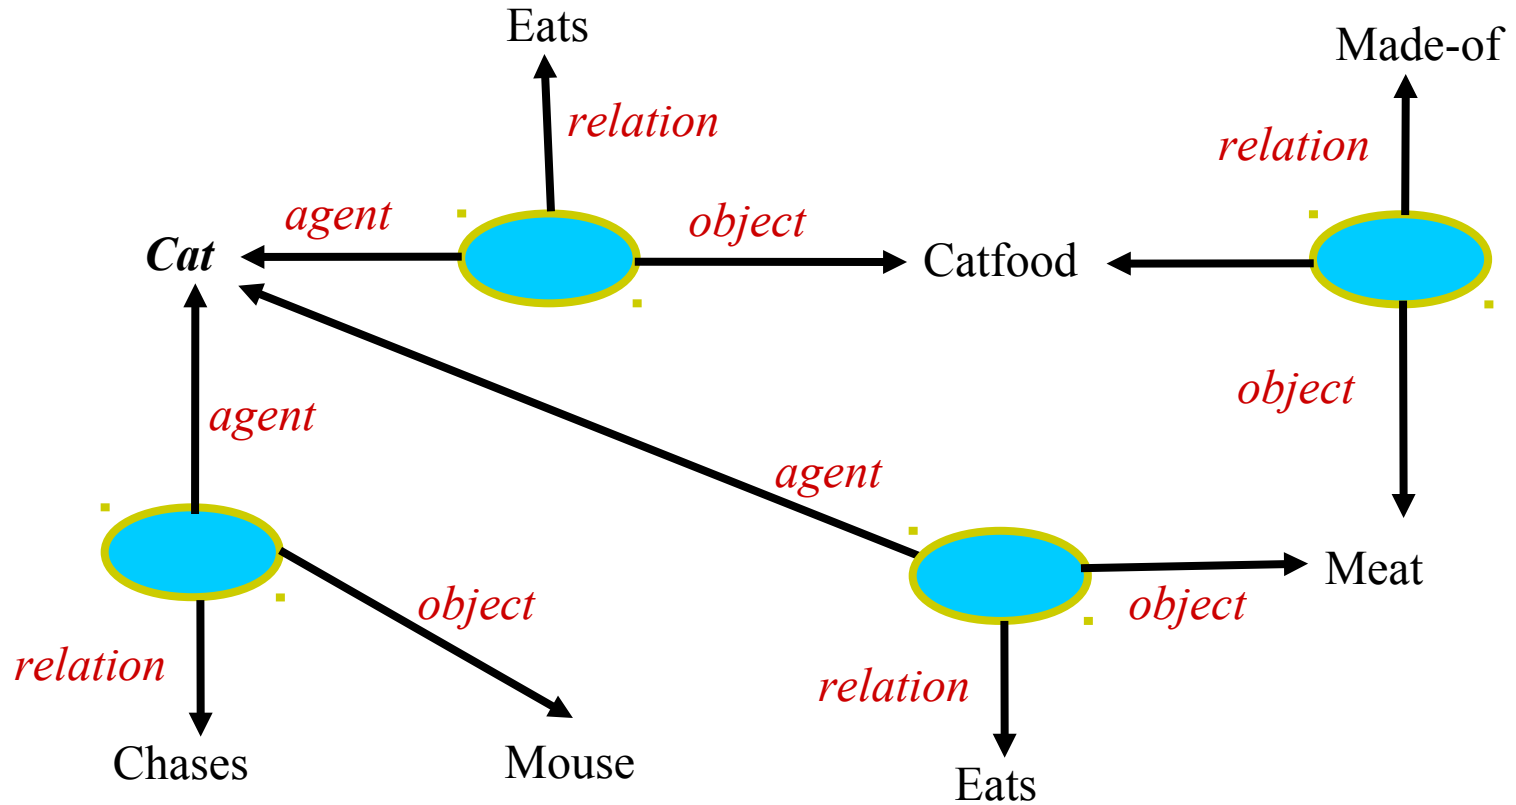 Eats
Made-of
relation
relation
agent
object
Cat
Catfood
object
agent
agent
object
object
Meat
relation
relation
Chases
Mouse
Eats